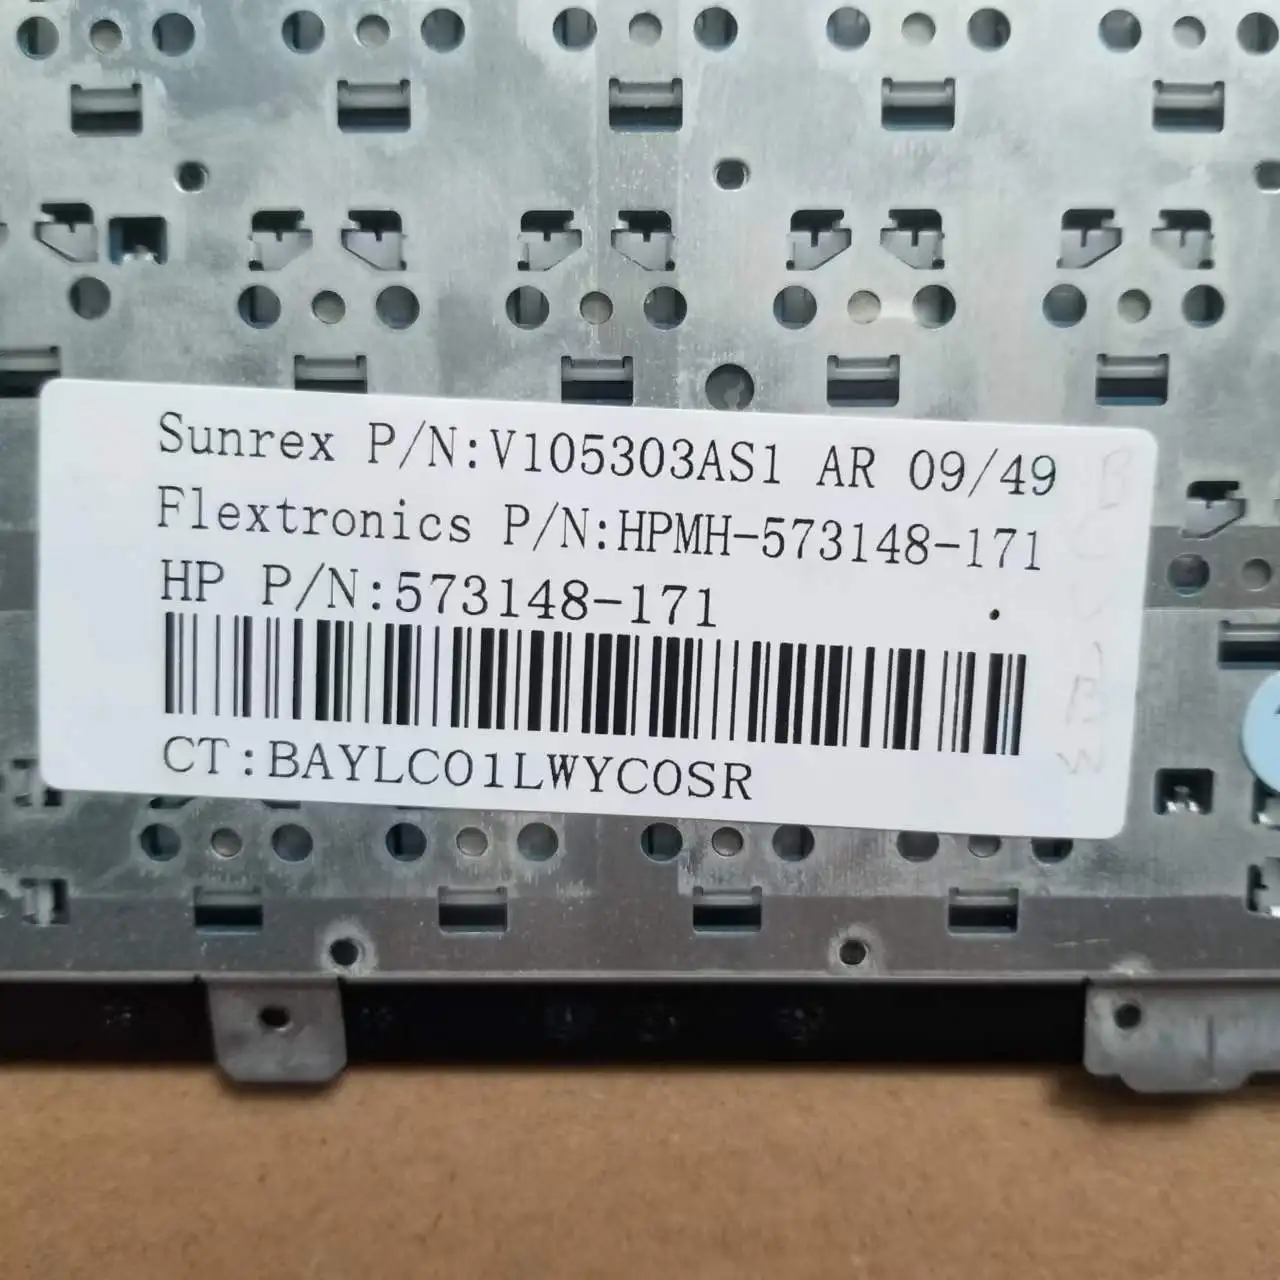 Sunrex P/N:V105303AS1 AR 09/49
Flextronics P/N:HPMH-573148-171
HP P/N:573148-171
CT:BAYLC01LWYC0SR